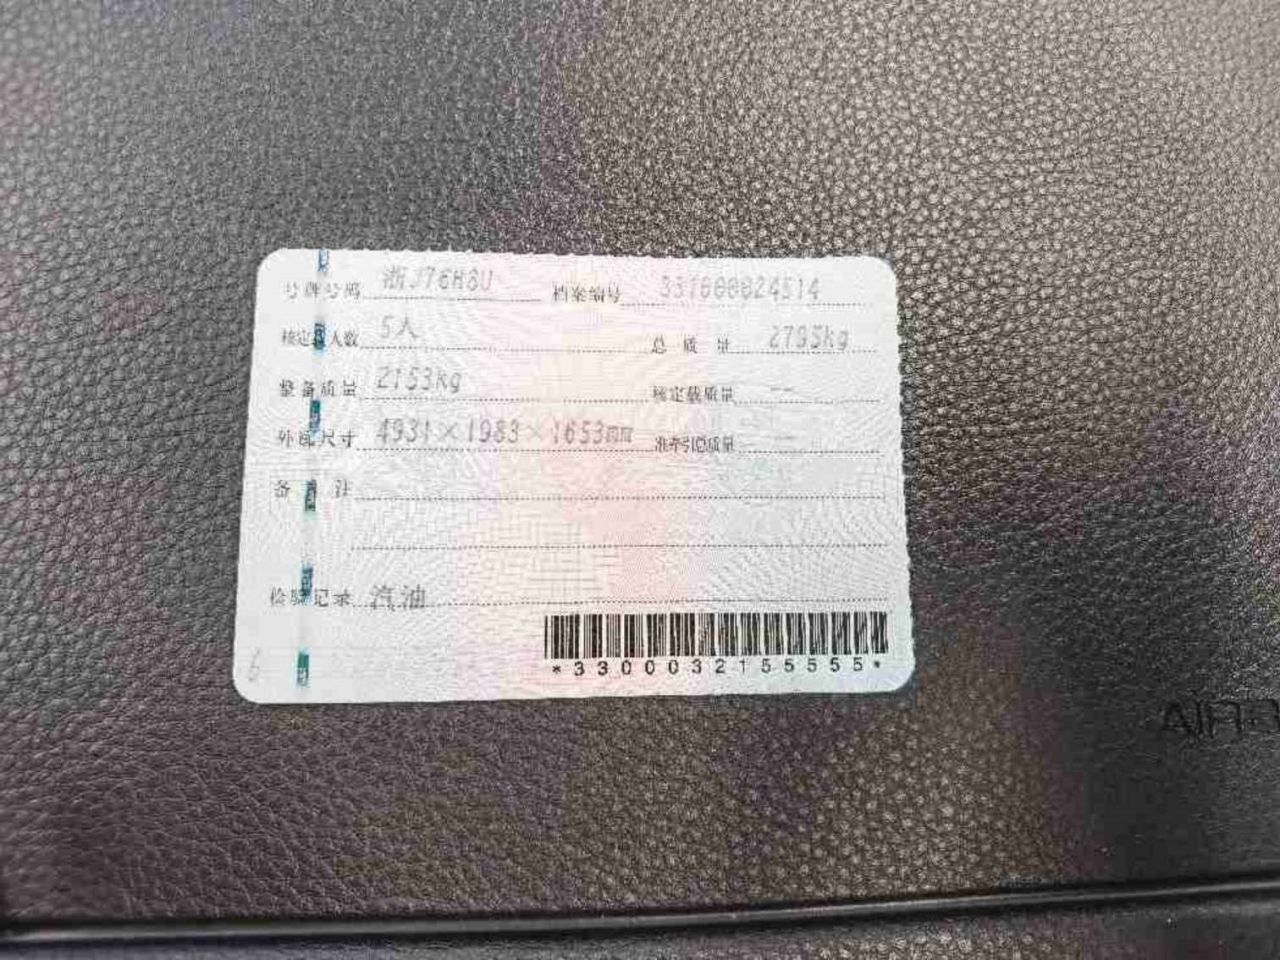 号牌号码 浙J76H8U 档案编号 331000024514
核定载人数 5人 总质量 2795kg
整备质量 2153kg 核定载质量 --
外廓尺寸 4931×1983×1653mm 准牵引总质量 --
备注
检验记录 汽油
*3300032155555*
AIR